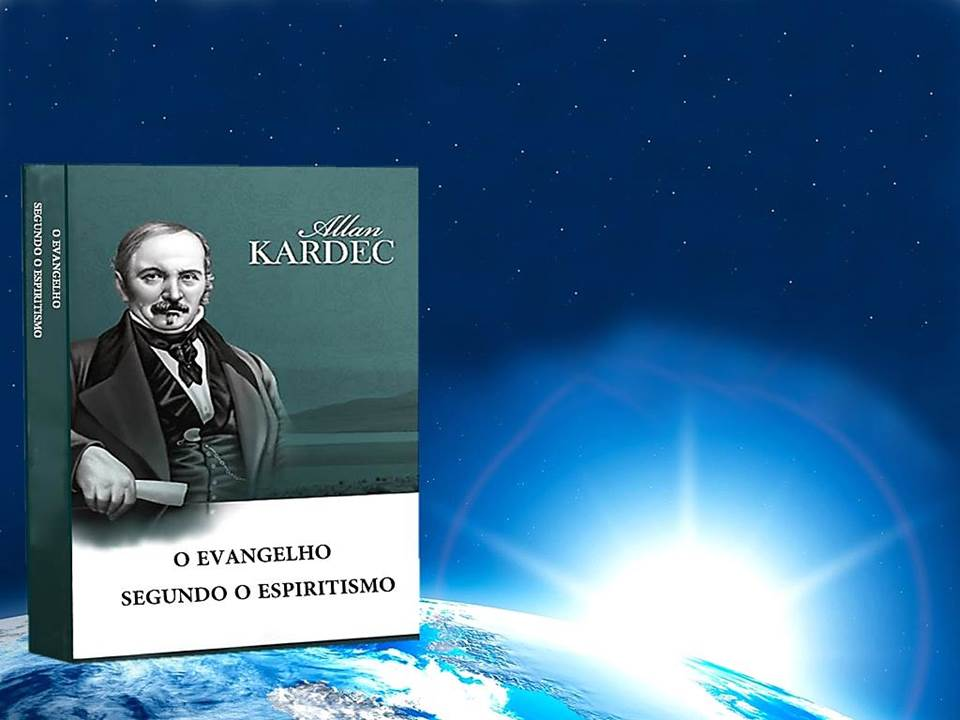 O EVANGELHO
SEGUNDO O ESPIRITISMO
Allan
KARDEC
O EVANGELHO
SEGUNDO O ESPIRITISMO